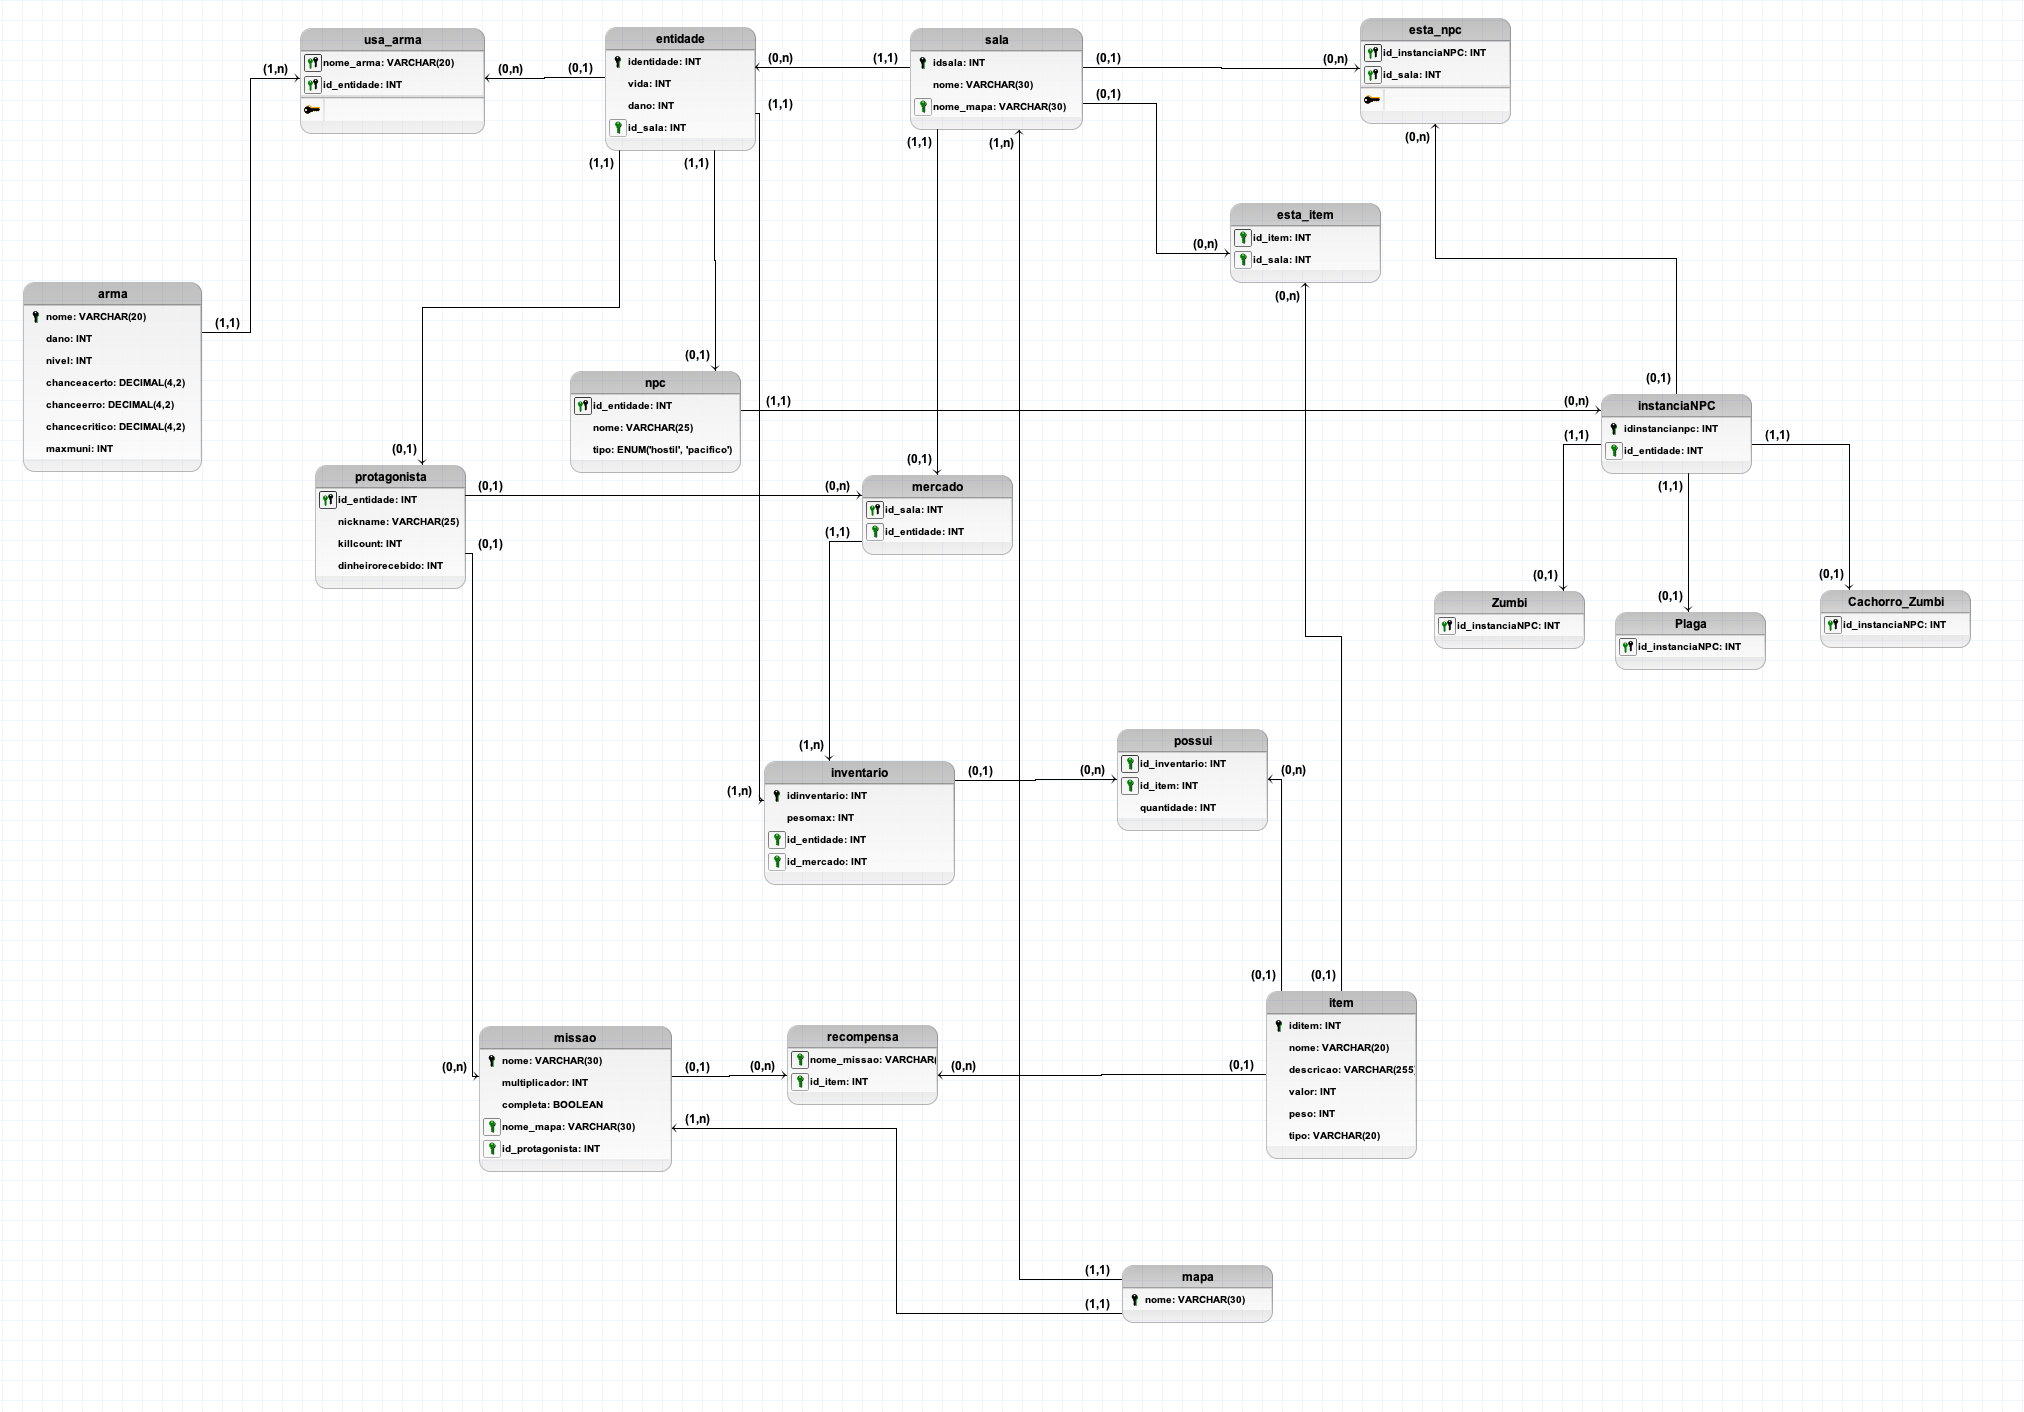 usa_arma
nome_arma: VARCHAR(20)
id_entidade: INT
(1,n)
(0,n)
(0,1)
entidade
identidade: INT
vida: INT
dano: INT
id_sala: INT
(0,n)
(1,1)
(1,1)
(1,1)
(1,1)
sala
idsala: INT
nome: VARCHAR(30)
nome_mapa: VARCHAR(30)
(0,1)
(0,n)
(0,1)
(1,1)
(1,n)
esta_npc
id_instanciaNPC: INT
id_sala: INT
(0,n)
esta_item
id_item: INT
id_sala: INT
(0,n)
(0,n)
arma
nome: VARCHAR(20)
dano: INT
nivel: INT
chanceacerto: DECIMAL(4,2)
chanceerro: DECIMAL(4,2)
chancecritico: DECIMAL(4,2)
maxmuni: INT
(1,1)
(0,1)
npc
id_entidade: INT
nome: VARCHAR(25)
tipo: ENUM('hostil', 'pacifico')
(1,1)
(0,n)
(0,1)
instanciaNPC
idinstancianpc: INT
id_entidade: INT
(1,1)
(1,1)
(1,1)
(0,1)
protagonista
id_entidade: INT
nickname: VARCHAR(25)
killcount: INT
dinheirorecebido: INT
(0,1)
(0,1)
(0,n)
(0,1)
mercado
id_sala: INT
id_entidade: INT
(1,1)
(0,1)
Zumbi
id_instanciaNPC: INT
(0,1)
Plaga
id_instanciaNPC: INT
(0,1)
Cachorro_Zumbi
id_instanciaNPC: INT
(1,n)
(1,n)
inventario
idinventario: INT
pesomax: INT
id_entidade: INT
id_mercado: INT
(0,1)
(0,n)
possui
id_inventario: INT
id_item: INT
quantidade: INT
(0,n)
(0,1)
(0,1)
item
iditem: INT
nome: VARCHAR(20)
descricao: VARCHAR(255)
valor: INT
peso: INT
tipo: VARCHAR(20)
(0,n)
missao
nome: VARCHAR(30)
multiplicador: INT
completa: BOOLEAN
nome_mapa: VARCHAR(30)
id_protagonista: INT
(0,1)
(0,n)
(1,n)
recompensa
nome_missao: VARCHAR(
id_item: INT
(0,n)
(0,1)
(1,1)
(1,1)
mapa
nome: VARCHAR(30)